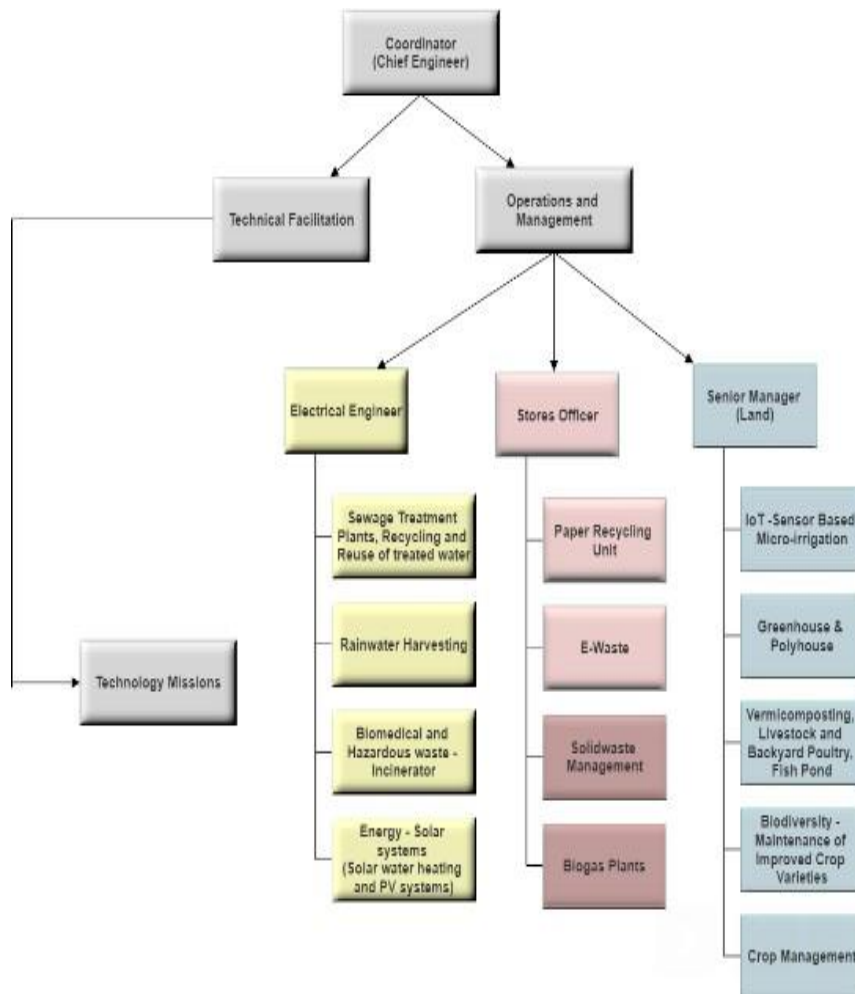 Coordinator
(Chief Engineer)
Technical Facilitation
Operations and
Management
Electrical Engineer
Stores Officer
Senior Manager
(Land)
Sewage Treatment
Plants, Recycling and
Reuse of treated water
Rainwater Harvesting
Biomedical and
Hazardous waste -
Incinerator
Energy - Solar
systems
(Solar water heating
and PV systems)
Paper Recycling
Unit
E-Waste
Solidwaste
Management
Biogas Plants
IoT -Sensor Based
Micro-irrigation
Greenhouse &
Polyhouse
Vermicomposting,
Livestock and
Backyard Poultry,
Fish Pond
Biodiversity -
Maintenance of
Improved Crop
Varieties
Crop Management
Technology Missions